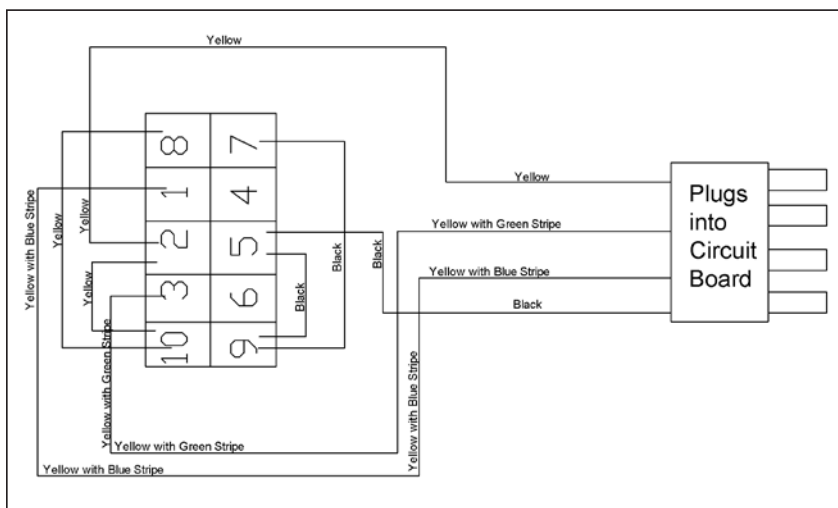 Yellow
8 7
1 4
2 5
3 6
10 9
Yellow with Blue Stripe
Yellow
Yellow
Yellow
Yellow with Green Stripe
Black
Black
Black
Yellow with Green Stripe
Yellow with Blue Stripe
Yellow with Blue Stripe
Yellow
Yellow with Green Stripe
Yellow with Blue Stripe
Black
Plugs
into
Circuit
Board